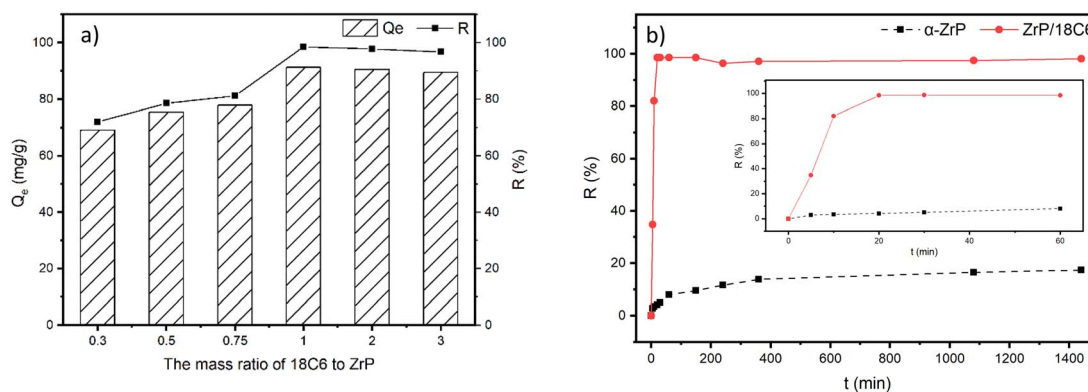 a)
Qe
R
100
80
60
40
20
0
Qe (mg/g)
100
80
60
40
20
0
R (%)
0.3 0.5 0.75 1 2 3
The mass ratio of 18C6 to ZrP
b)
α-ZrP ZrP/18C6
100
80
60
40
20
0
R (%)
100
80
60
40
20
0
R (%)
0 20 40 60
t (min)
0 200 400 600 800 1000 1200 1400
t (min)